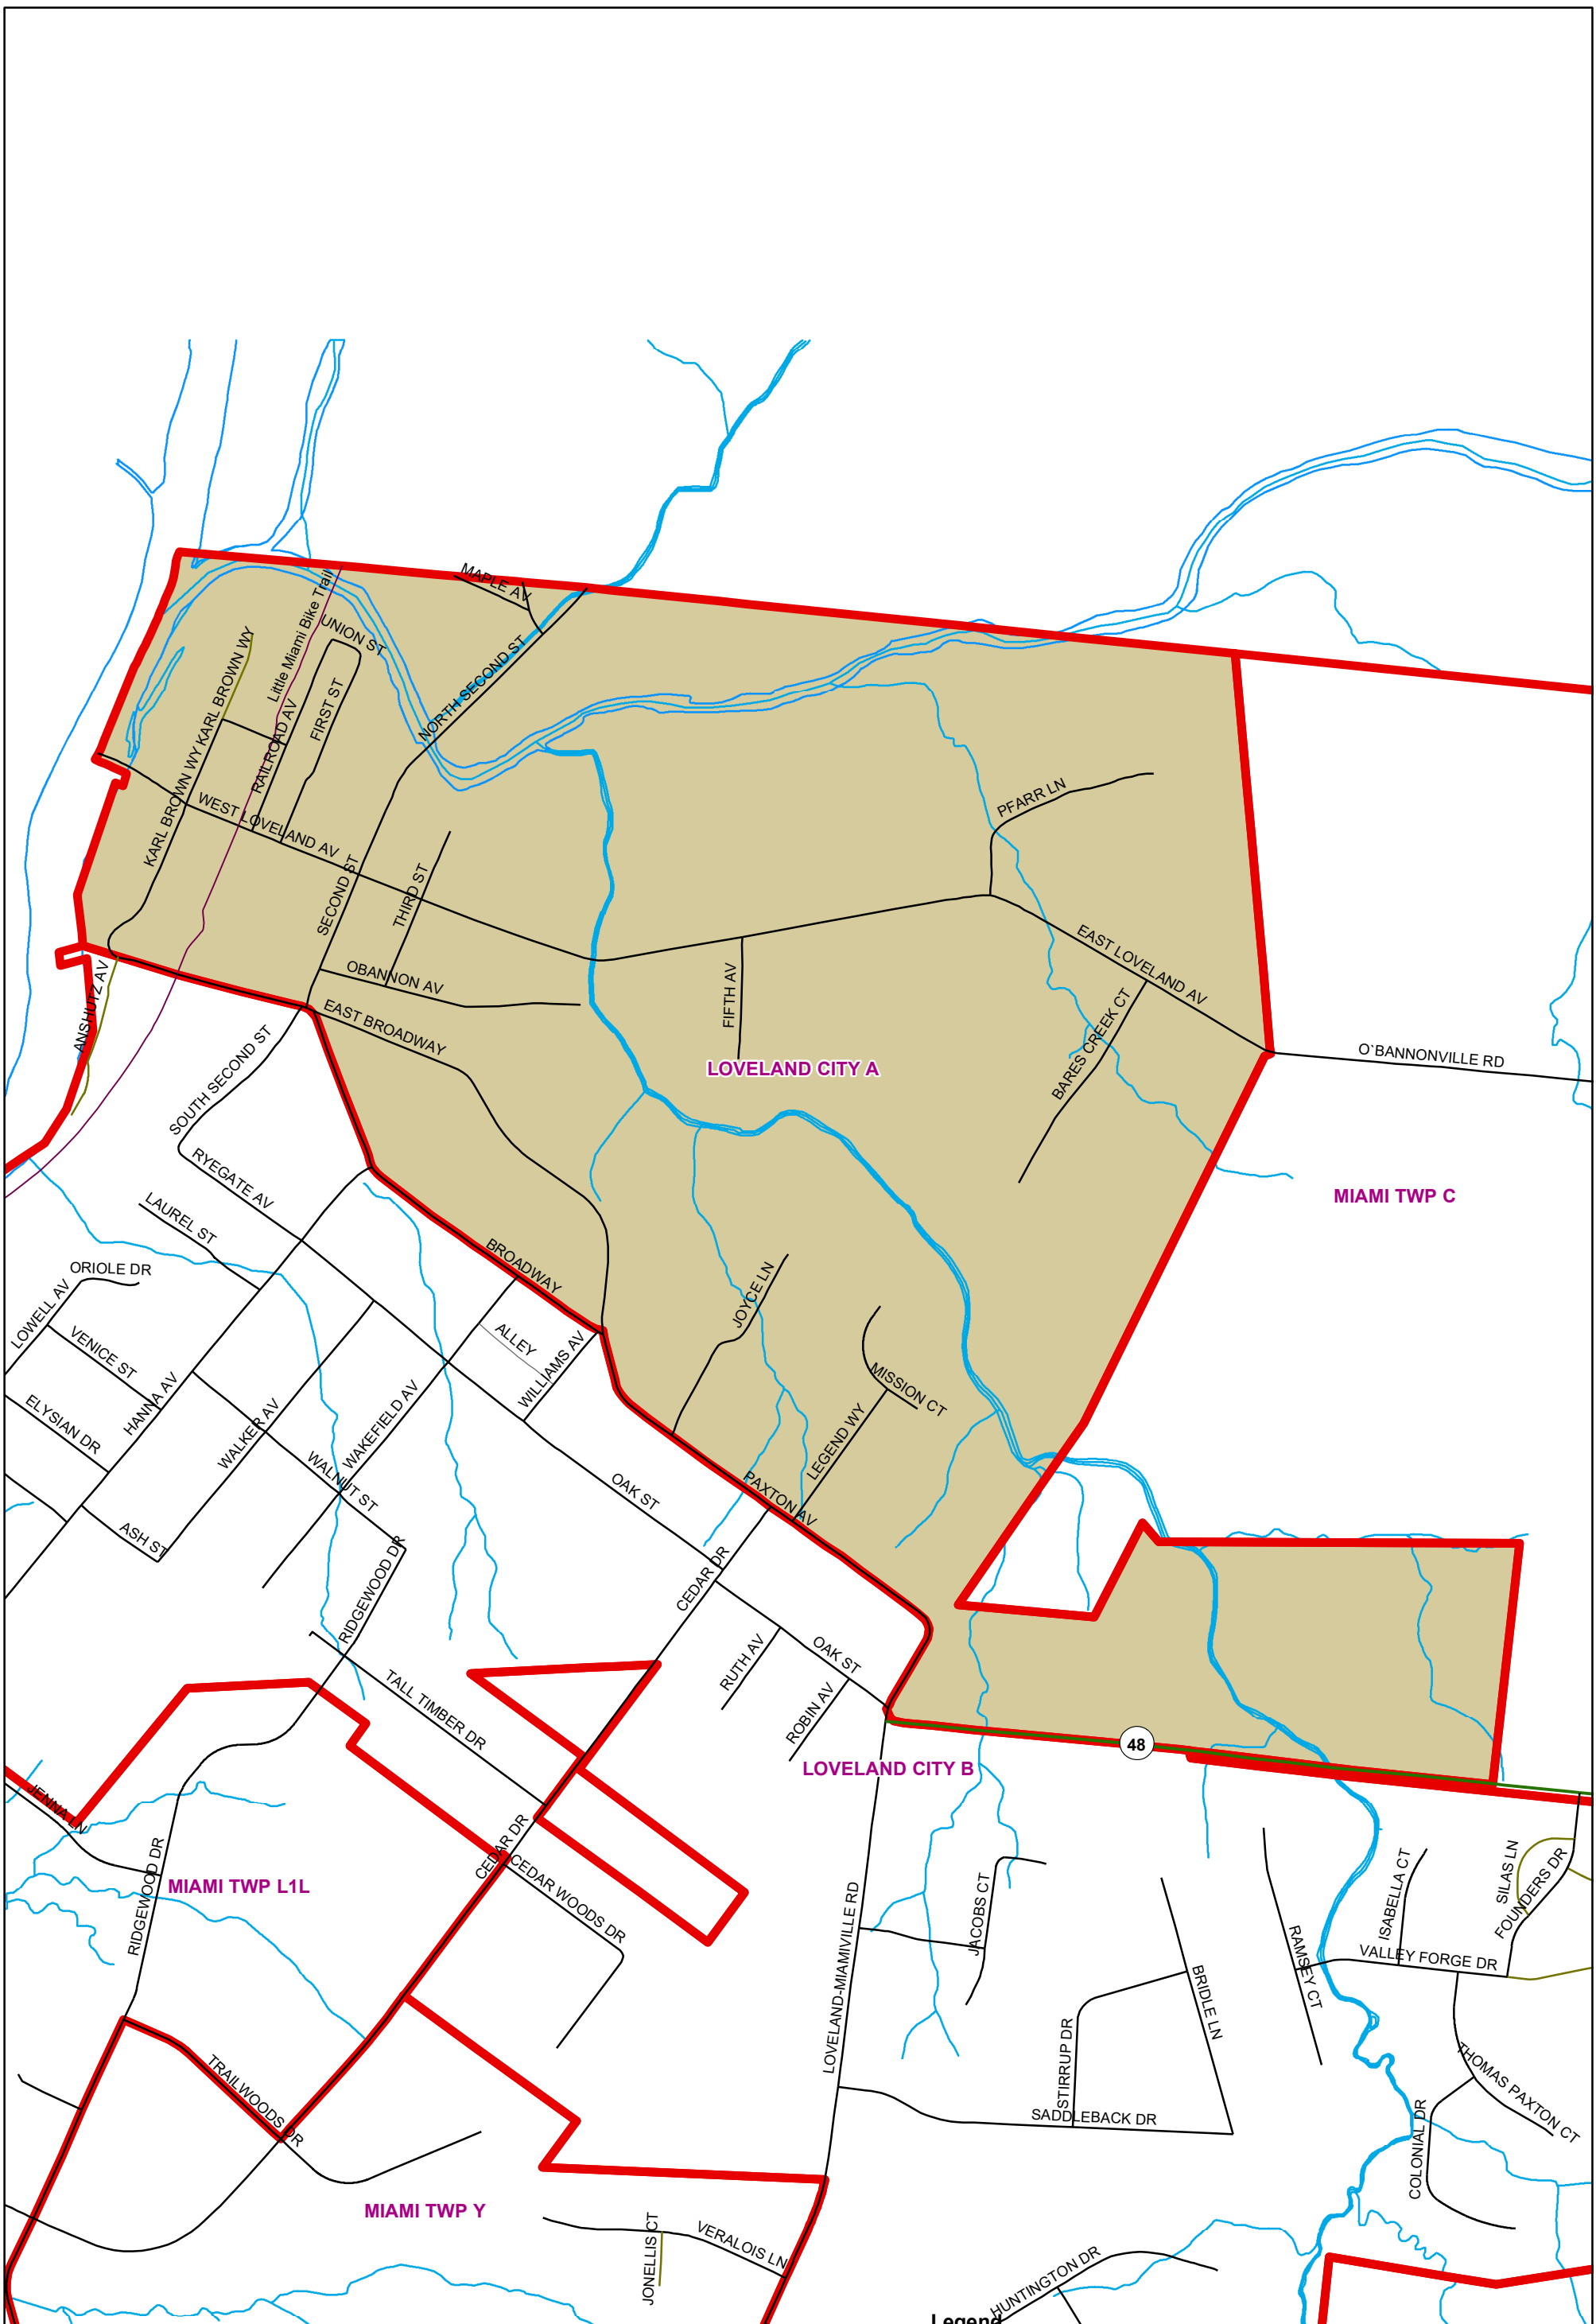 MAPLE AV
Little Miami Bike Trail
UNION ST
KARL BROWN WY
KARL BROWN WY
RAILROAD AV
FIRST ST
NORTH SECOND ST
WEST LOVELAND AV
SECOND ST
THIRD ST
PFARR LN
EAST LOVELAND AV
OBANNON AV
EAST BROADWAY
FIFTH AV
BARES CREEK CT
O`BANNONVILLE RD
ANSHUTZ AV
LOVELAND CITY A
SOUTH SECOND ST
RYEGATE AV
MIAMI TWP C
LAUREL ST
ORIOLE DR
LOWELL AV
VENICE ST
BROADWAY
JOYCE LN
ALLEY
WILLIAMS AV
ELYSIAN DR
HANNA AV
WALKER AV
WAKEFIELD AV
MISSION CT
LEGEND WY
WALNUT ST
OAK ST
PAXTON AV
ASH ST
RIDGEWOOD DR
CEDAR DR
RUTH AV
OAK ST
ROBIN AV
TALL TIMBER DR
48
LOVELAND CITY B
JENNA LN
RIDGEWOOD DR
MIAMI TWP L1L
CEDAR DR
CEDAR WOODS DR
LOVELAND-MIAMIVILLE RD
JACOBS CT
ISABELLA CT
SILAS LN
FOUNDERS DR
VALLEY FORGE DR
RAMSEY CT
BRIDLE LN
STIRRUP DR
SADDLEBACK DR
THOMAS PAXTON CT
COLONIAL DR
TRAILWOODS DR
MIAMI TWP Y
JONELLIS CT
VERALOIS LN
HUNTINGTON DR
Legend